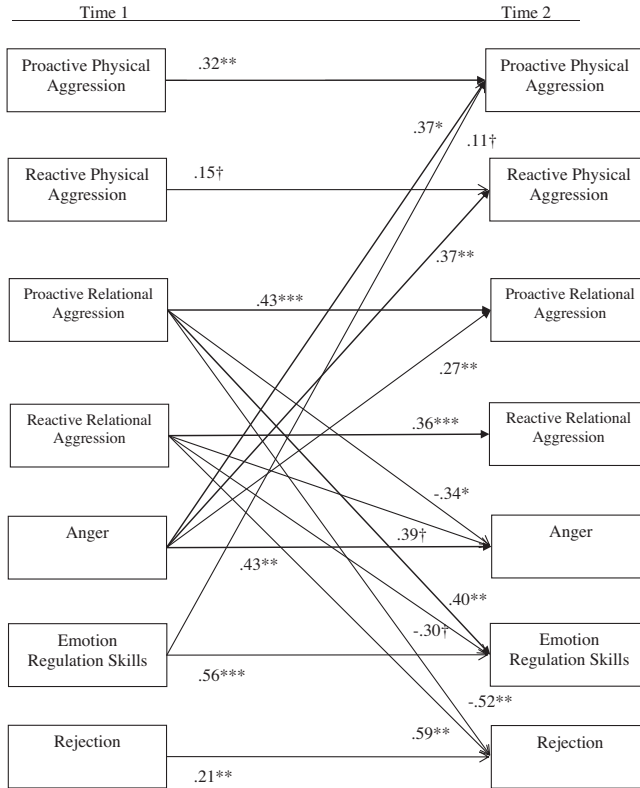 Time 1
Time 2
Proactive Physical
Aggression
.32**
Proactive Physical
Aggression
.37*
.11†
Reactive Physical
Aggression
.15†
Reactive Physical
Aggression
.37**
Proactive Relational
Aggression
.43***
Proactive Relational
Aggression
.27**
Reactive Relational
Aggression
.36***
Reactive Relational
Aggression
-.34*
Anger
.39†
Anger
.43**
.40**
-.30†
Emotion
Regulation Skills
.56***
Emotion
Regulation Skills
-.52**
Rejection
.59**
Rejection
.21**